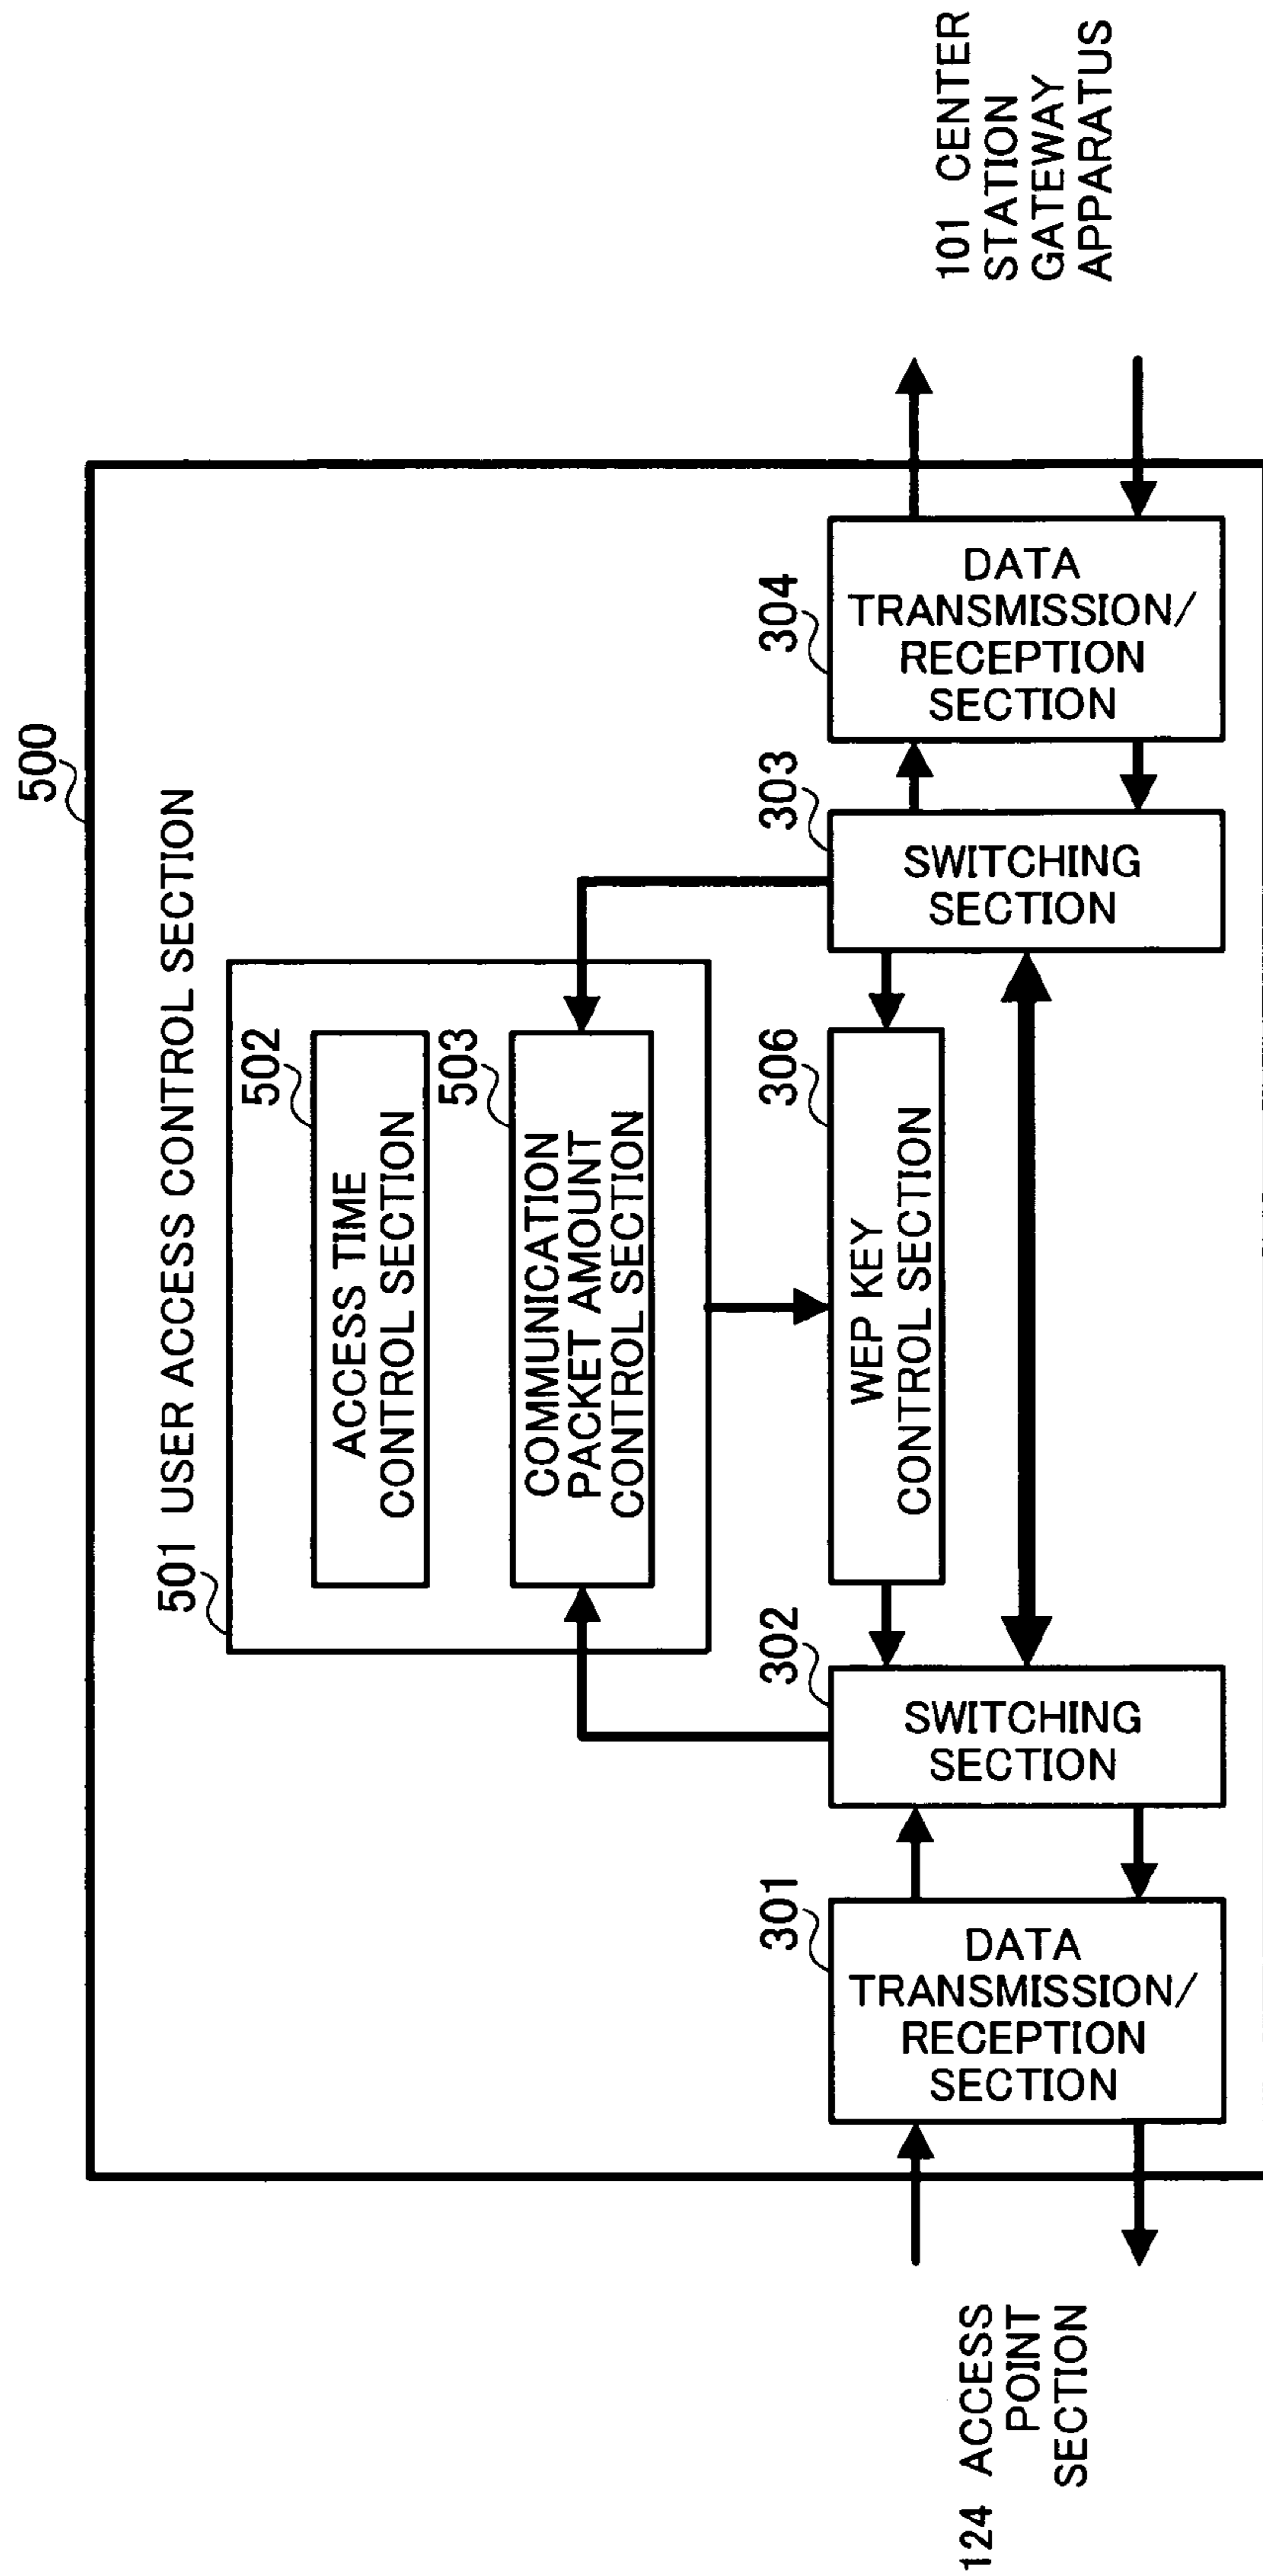 500
501 USER ACCESS CONTROL SECTION
502
ACCESS TIME
CONTROL SECTION
503
COMMUNICATION
PACKET AMOUNT
CONTROL SECTION
301
DATA
TRANSMISSION/
RECEPTION
SECTION
302
SWITCHING
SECTION
306
WEP KEY
CONTROL SECTION
303
SWITCHING
SECTION
304
DATA
TRANSMISSION/
RECEPTION
SECTION
124 ACCESS
POINT
SECTION
101 CENTER
STATION
GATEWAY
APPARATUS